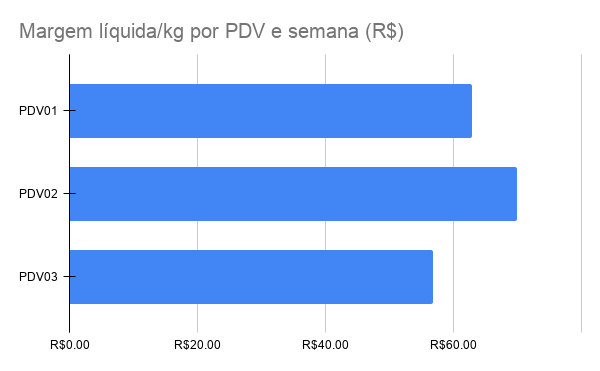 Margem líquida/kg por PDV e semana (R$)
PDV01
PDV02
PDV03
R$0.00 R$20.00 R$40.00 R$60.00